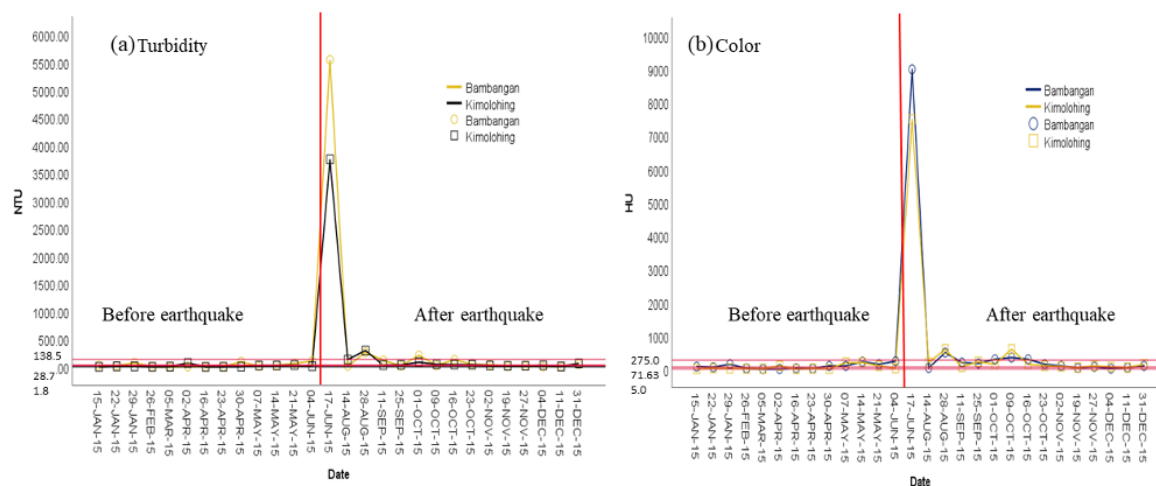 (a) Turbidity
6000.00
5500.00
5000.00
4500.00
4000.00
3500.00
3000.00
2500.00
2000.00
1500.00
1000.00
500.00
138.5
.00
28.7
1.8
NTU
Bambangan
Kimolohing
Bambangan
Kimolohing
Before earthquake
After earthquake
15-JAN-15
22-JAN-15
29-JAN-15
26-FEB-15
05-MAR-15
02-APR-15
16-APR-15
23-APR-15
30-APR-15
07-MAY-15
14-MAY-15
21-MAY-15
04-JUN-15
17-JUN-15
14-AUG-15
28-AUG-15
11-SEP-15
25-SEP-15
01-OCT-15
09-OCT-15
16-OCT-15
23-OCT-15
02-NOV-15
19-NOV-15
27-NOV-15
04-DEC-15
11-DEC-15
31-DEC-15
Date
(b) Color
10000
9000
8000
7000
6000
5000
4000
3000
2000
1000
275.0
0
71.63
5.0
HU
Bambangan
Kimolohing
Bambangan
Kimolohing
Before earthquake
After earthquake
15-JAN-15
22-JAN-15
29-JAN-15
26-FEB-15
05-MAR-15
02-APR-15
16-APR-15
23-APR-15
30-APR-15
07-MAY-15
14-MAY-15
21-MAY-15
04-JUN-15
17-JUN-15
14-AUG-15
28-AUG-15
11-SEP-15
25-SEP-15
01-OCT-15
09-OCT-15
16-OCT-15
23-OCT-15
02-NOV-15
19-NOV-15
27-NOV-15
04-DEC-15
11-DEC-15
31-DEC-15
Date